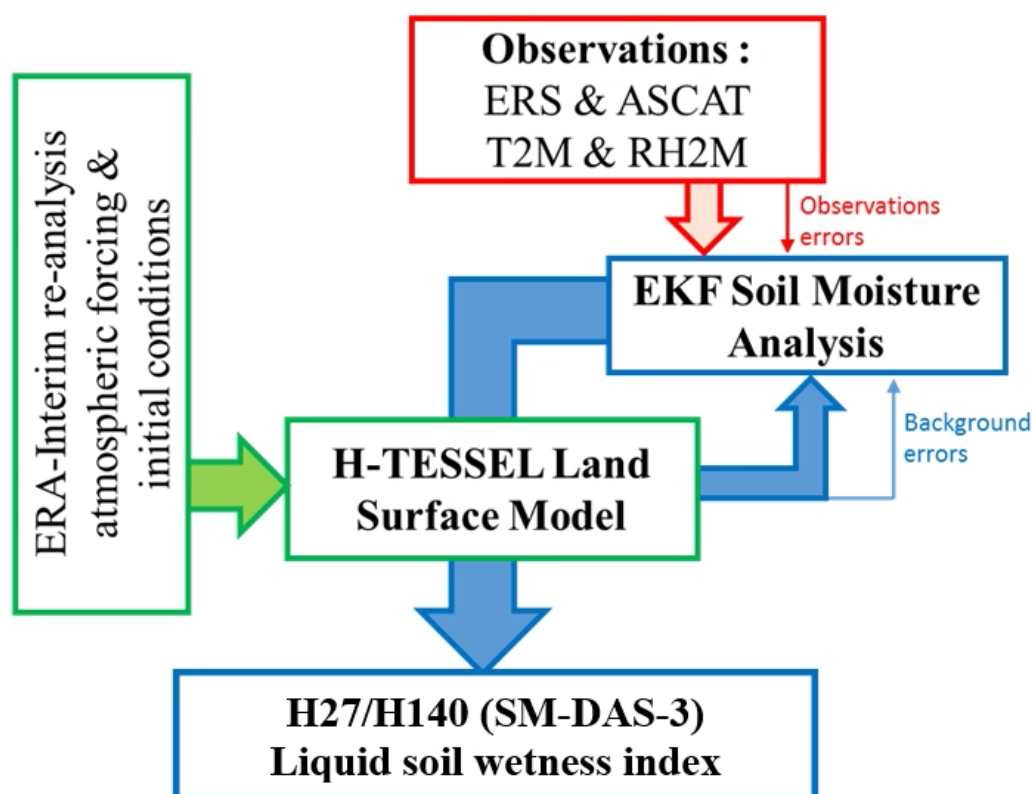 Observations :
ERS & ASCAT
T2M & RH2M
ERA-Interim re-analysis
atmospheric forcing &
initial conditions
Observations
errors
EKF Soil Moisture
Analysis
Background
errors
H-TESSEL Land
Surface Model
H27/H140 (SM-DAS-3)
Liquid soil wetness index